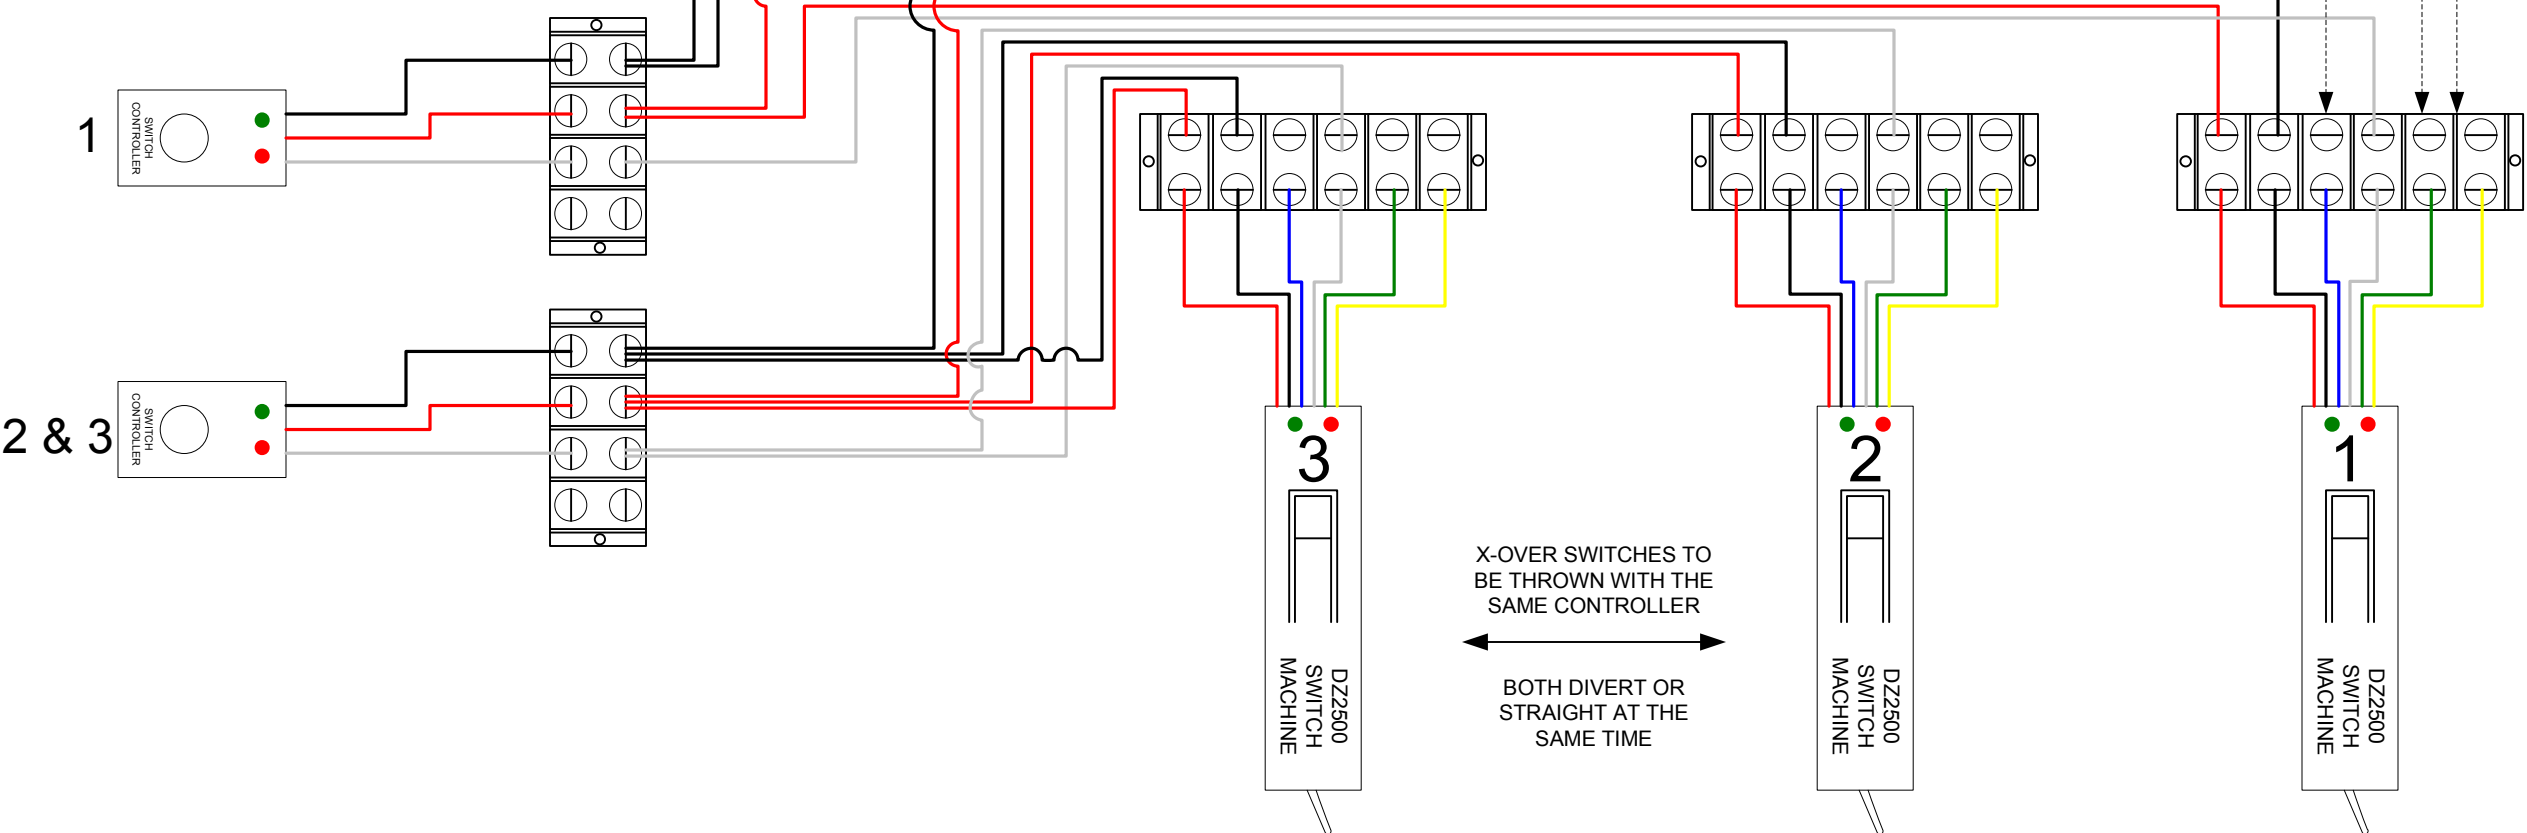 1
SWITCH
CONTROLLER
2 & 3
SWITCH
CONTROLLER
3
2
1
X-OVER SWITCHES TO
BE THROWN WITH THE
SAME CONTROLLER
BOTH DIVERT OR
STRAIGHT AT THE
SAME TIME
DZ2500
SWITCH
MACHINE
DZ2500
SWITCH
MACHINE
DZ2500
SWITCH
MACHINE